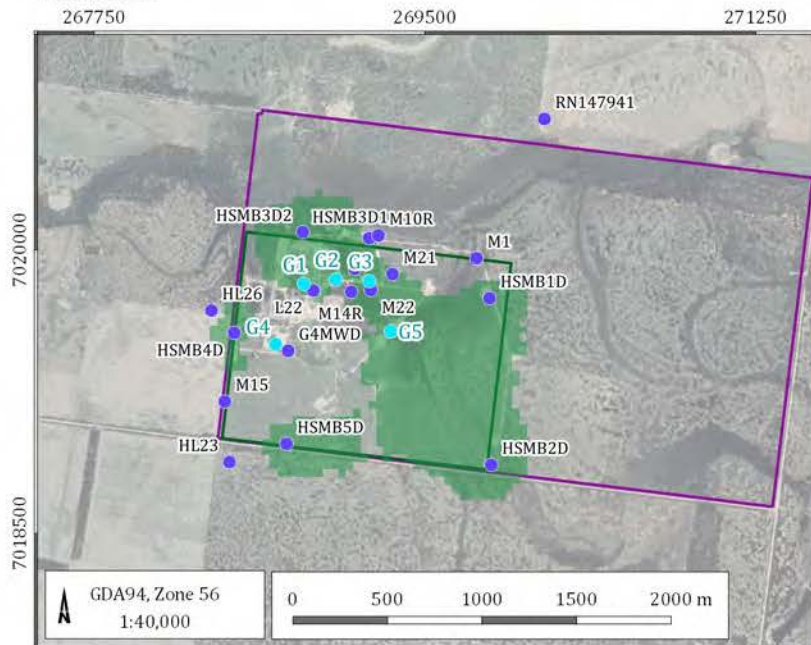 267750
269500
271250
RN147941
HSMB3D2
HSMB3D1
M10R
M1
7020000
G1
G2
G3
M21
HSMB1D
HL26
L22
M14R
M22
G4
G4MWD
G5
HSMB4D
M15
HSMB5D
HL23
HSMB2D
7018500
GDA94, Zone 56
1:40,000
0 500 1000 1500 2000 m